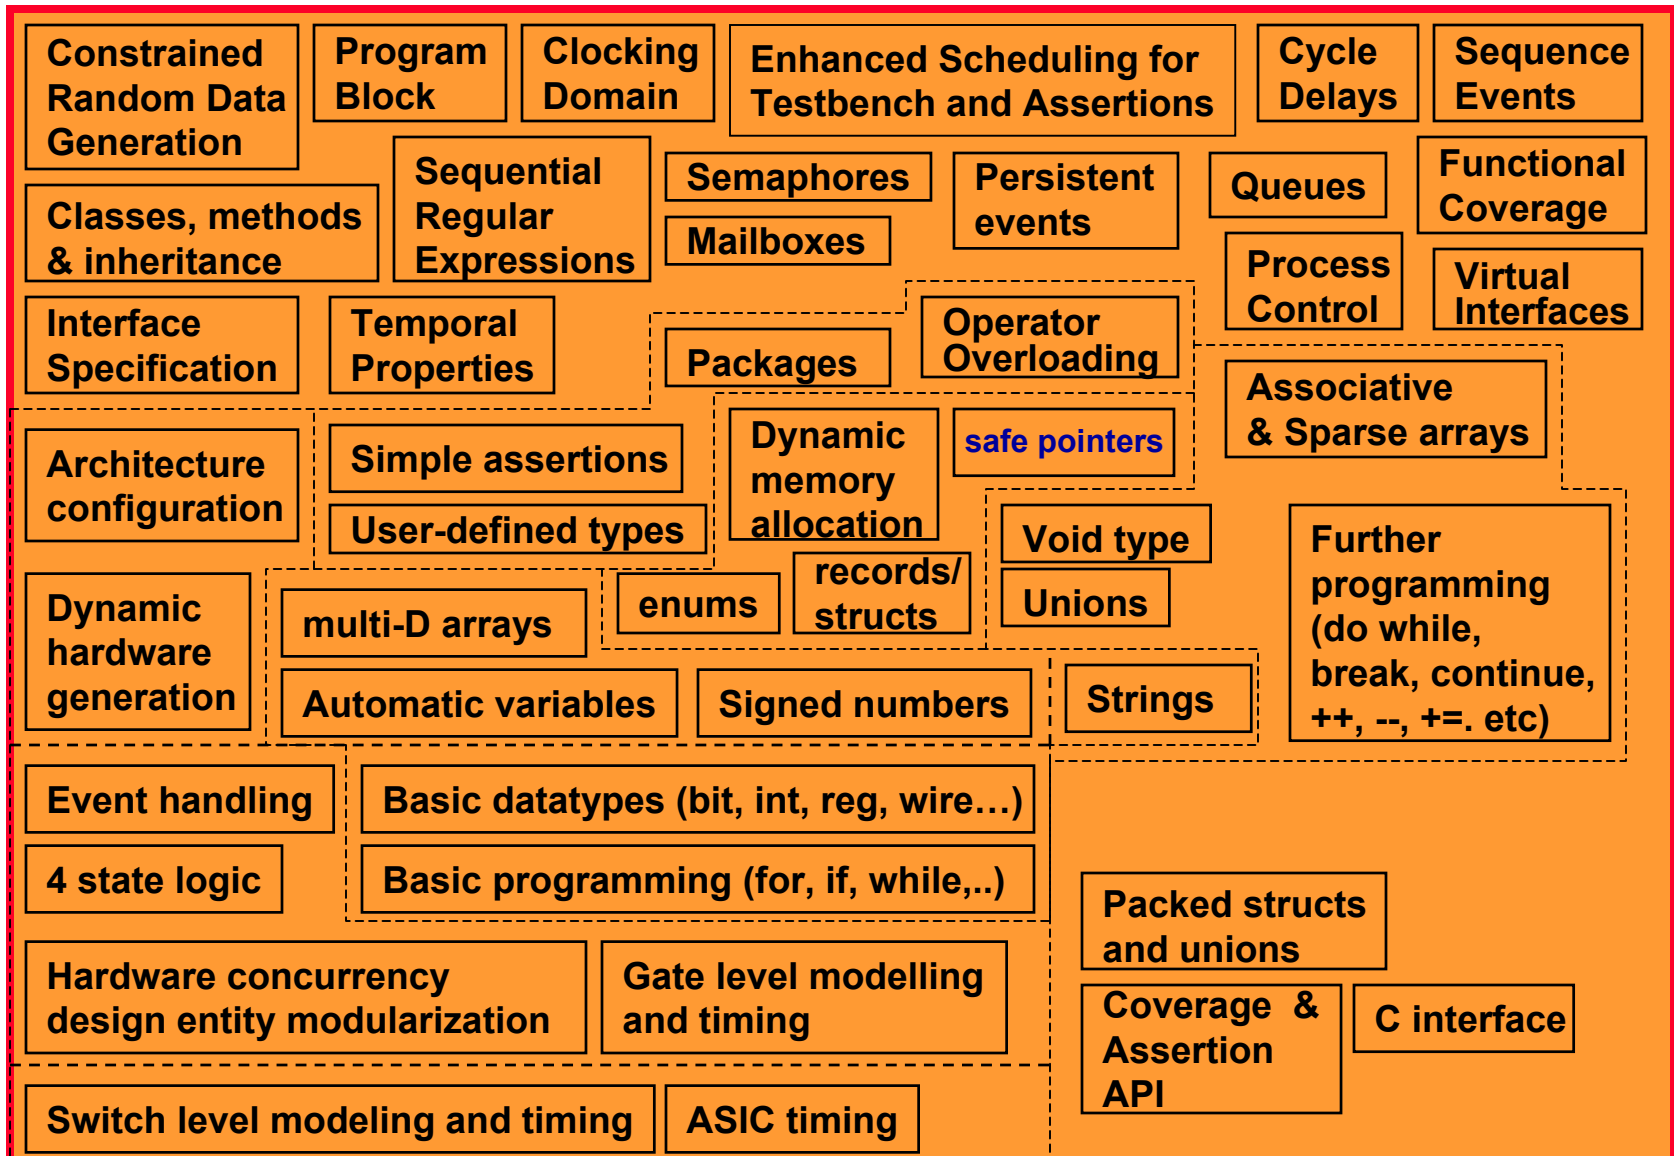 Constrained
Random Data
Generation
Program
Block
Clocking
Domain
Enhanced Scheduling for
Testbench and Assertions
Cycle
Delays
Sequence
Events
Classes, methods
& inheritance
Sequential
Regular
Expressions
Semaphores
Mailboxes
Persistent
events
Queues
Functional
Coverage
Process
Control
Virtual
Interfaces
Interface
Specification
Temporal
Properties
Packages
Operator
Overloading
Associative
& Sparse arrays
Architecture
configuration
Simple assertions
User-defined types
Dynamic
memory
allocation
safe pointers
Void type
Unions
Further
programming
(do while,
break, continue,
++, --, +=. etc)
Dynamic
hardware
generation
multi-D arrays
enums
records/
structs
Automatic variables
Signed numbers
Strings
Event handling
Basic datatypes (bit, int, reg, wire…)
4 state logic
Basic programming (for, if, while,..)
Packed structs
and unions
Hardware concurrency
design entity modularization
Gate level modelling
and timing
Coverage &
Assertion
API
C interface
Switch level modeling and timing
ASIC timing